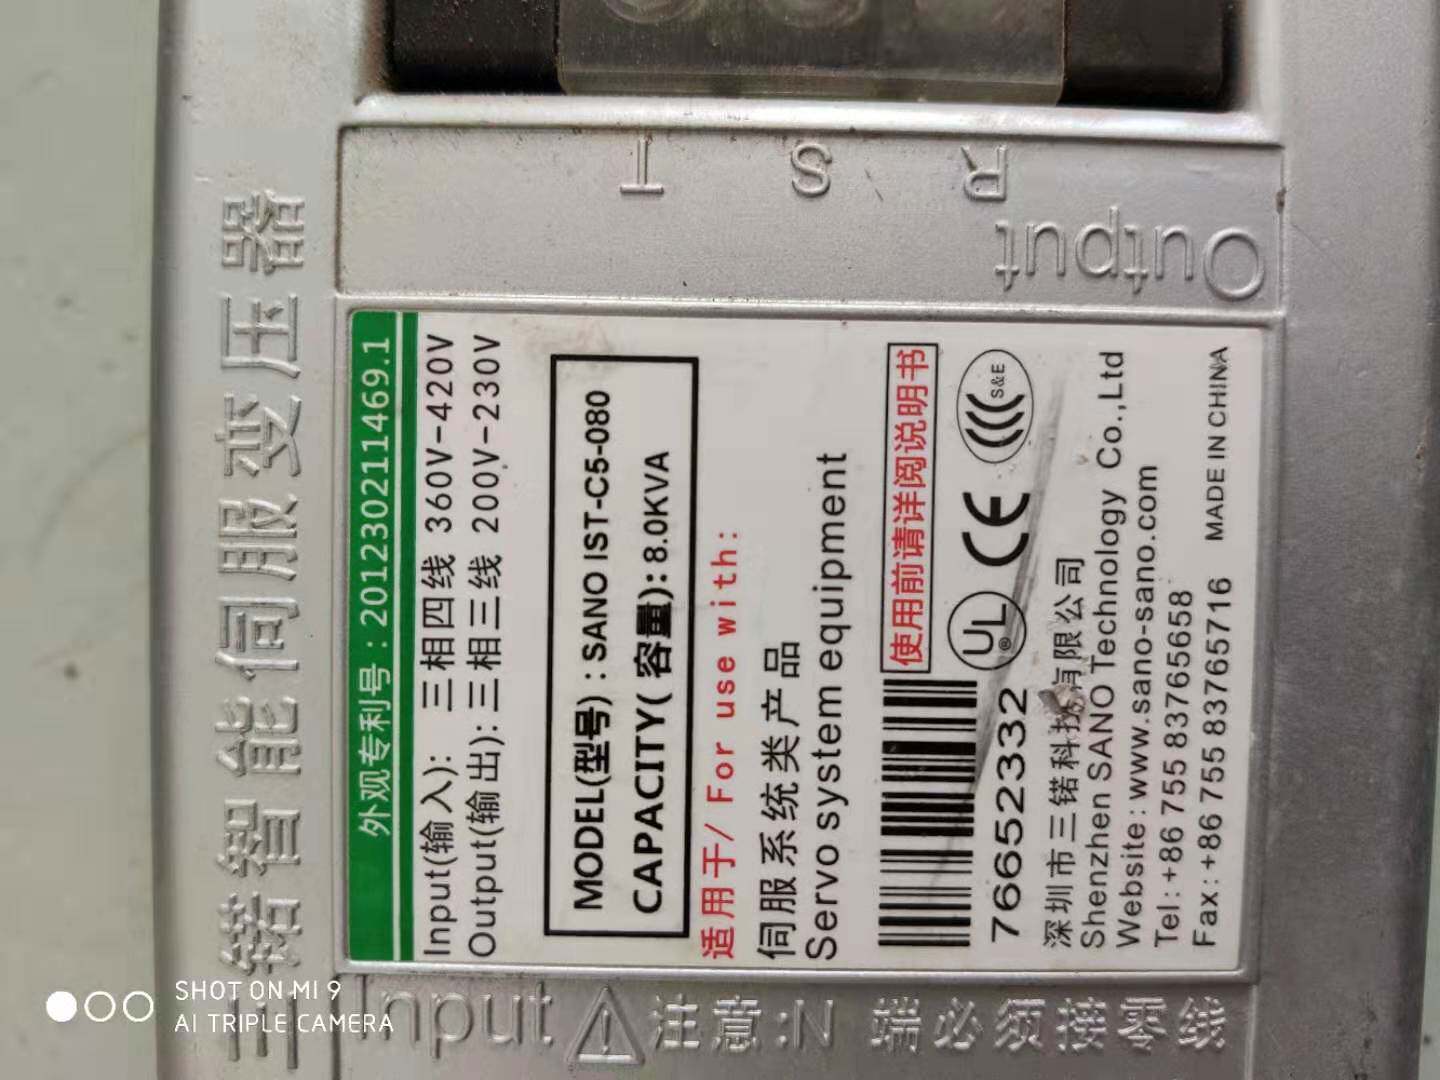 三锘智能伺服变压器
Output
R S T
外观专利号：201230211469.1
Input(输入)：三相四线 360V-420V
Output(输出)：三相三线 200V-230V
MODEL(型号)：SANO IST-C5-080
CAPACITY(容量)：8.0KVA
适用于/ For use with：
伺服系统类产品
Servo system equipment
使用前请详阅说明书
766523332
UL
®
CE
CCC S&E
深圳市三锘科技有限公司
Shenzhen SANO Technology Co.,Ltd
Website：www.sano-sano.com
Tel：+86 755 83765658
Fax：+86 755 83765716
MADE IN CHINA
Input
注意:N 端必须接零线
SHOT ON MI 9
AI TRIPLE CAMERA